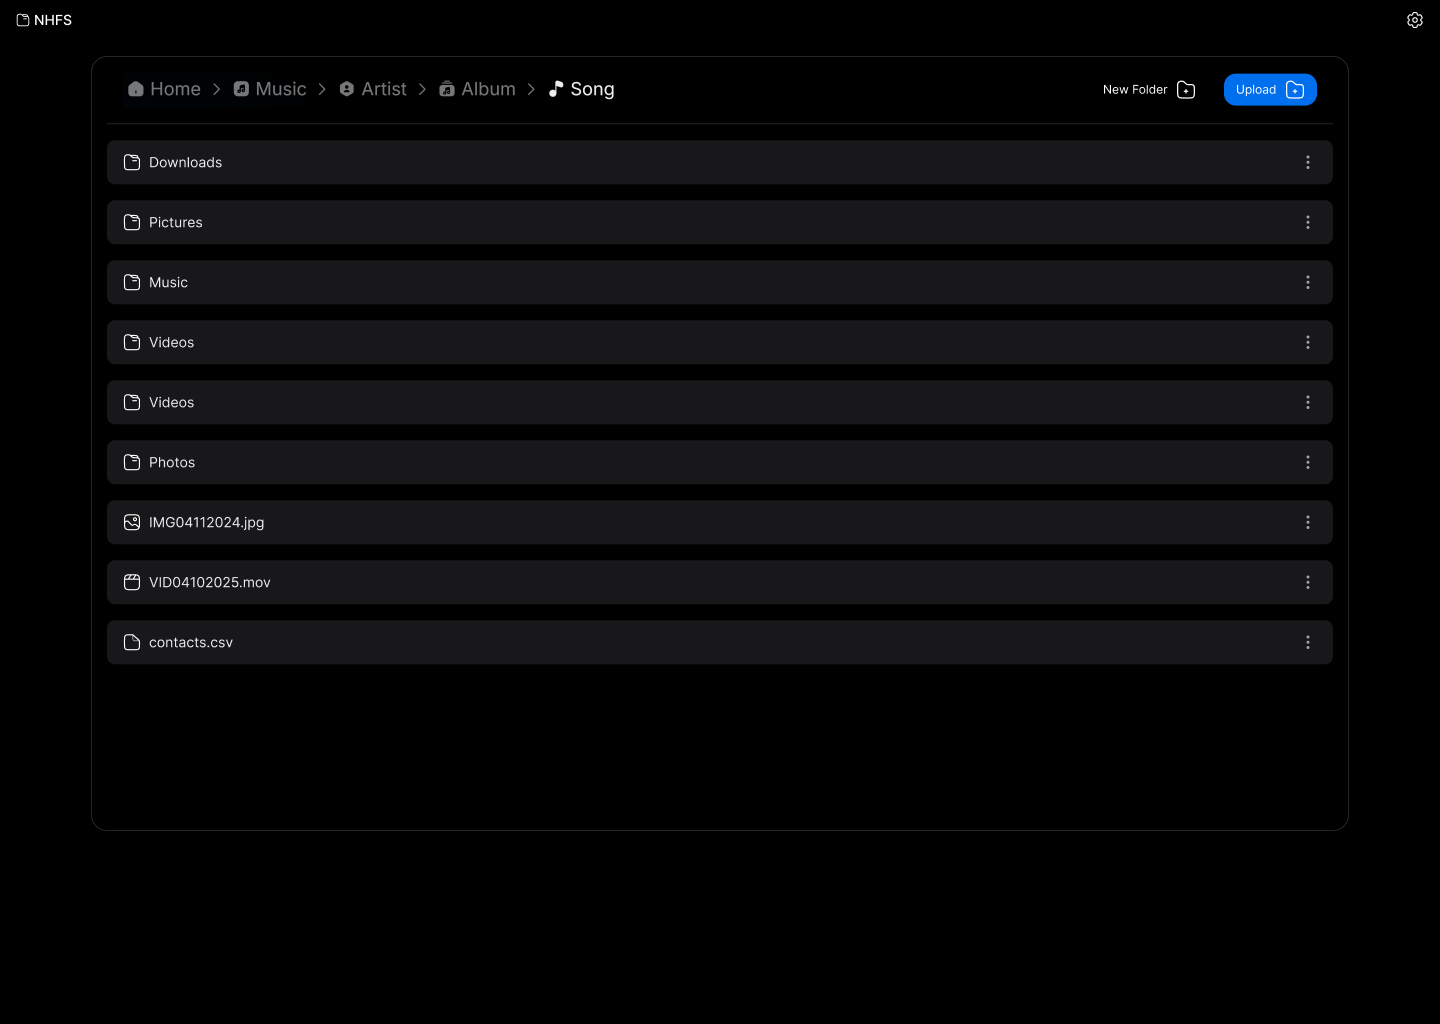 NHFS
Home Music Artist Album Song New Folder Upload
Downloads
Pictures
Music
Videos
Videos
Photos
IMG04112024.jpg
VID04102025.mov
contacts.csv